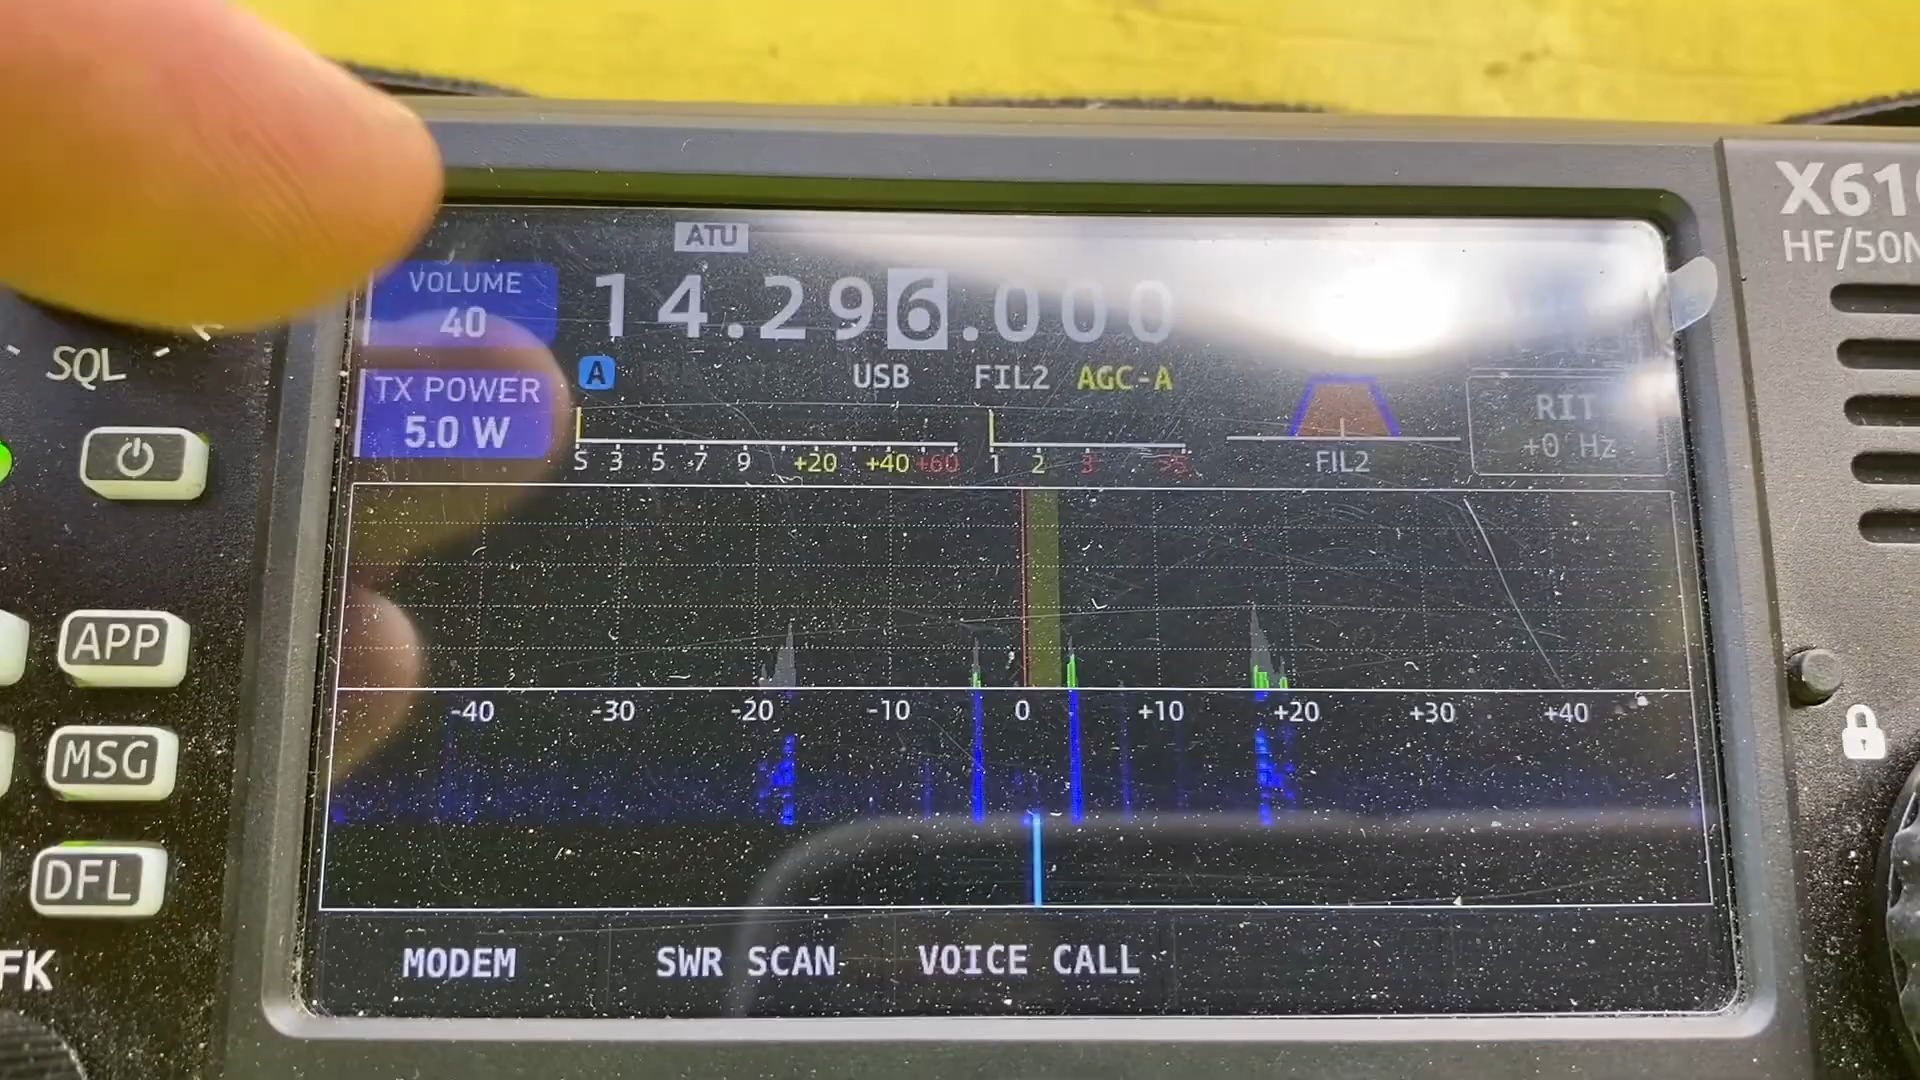 X61
HF/50
ATU
VOLUME
40
14.296.000
SQL
A
USB
FIL2
AGC-A
TX POWER
5.0 W
RIT
+0 Hz
S 3 5 7 9 +20 +40 +60
1 2 3
FIL2
APP
-40 -30 -20 -10 0 +10 +20 +30 +40
MSG
DFL
FK
MODEM
SWR SCAN
VOICE CALL